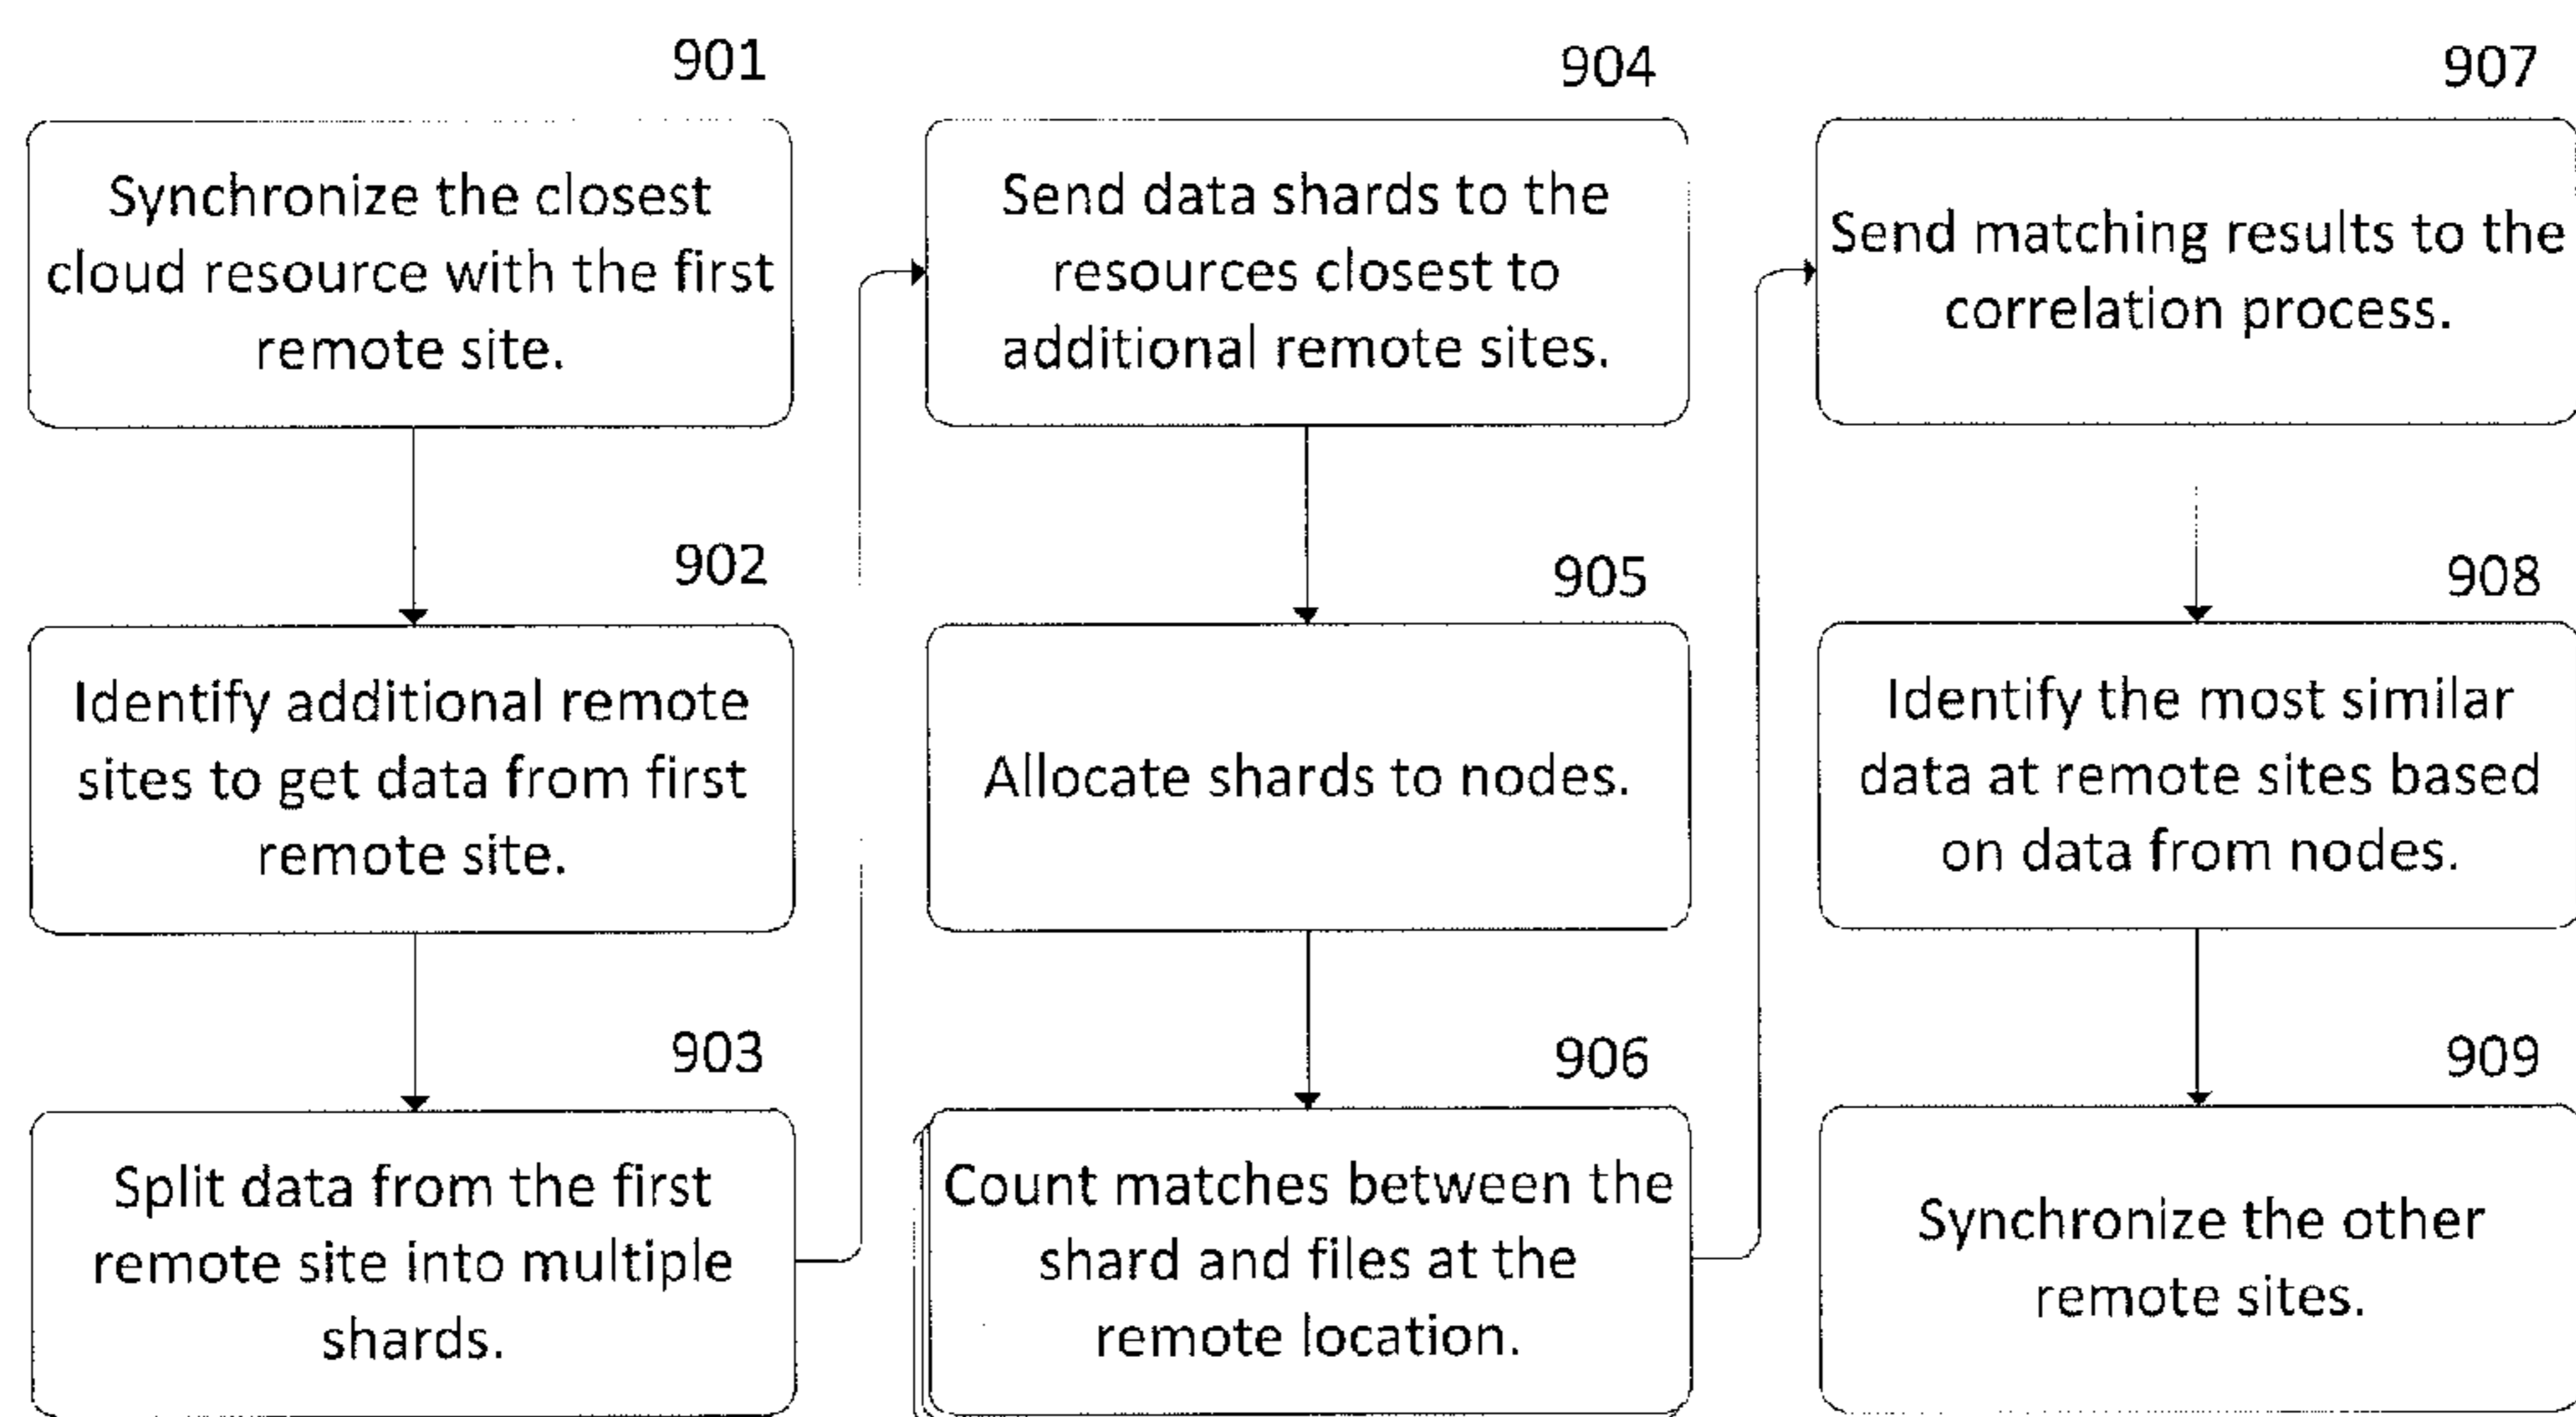 901
Synchronize the closest
cloud resource with the first
remote site.
902
Identify additional remote
sites to get data from first
remote site.
903
Split data from the first
remote site into multiple
shards.
904
Send data shards to the
resources closest to
additional remote sites.
905
Allocate shards to nodes.
906
Count matches between the
shard and files at the
remote location.
907
Send matching results to the
correlation process.
908
Identify the most similar
data at remote sites based
on data from nodes.
909
Synchronize the other
remote sites.